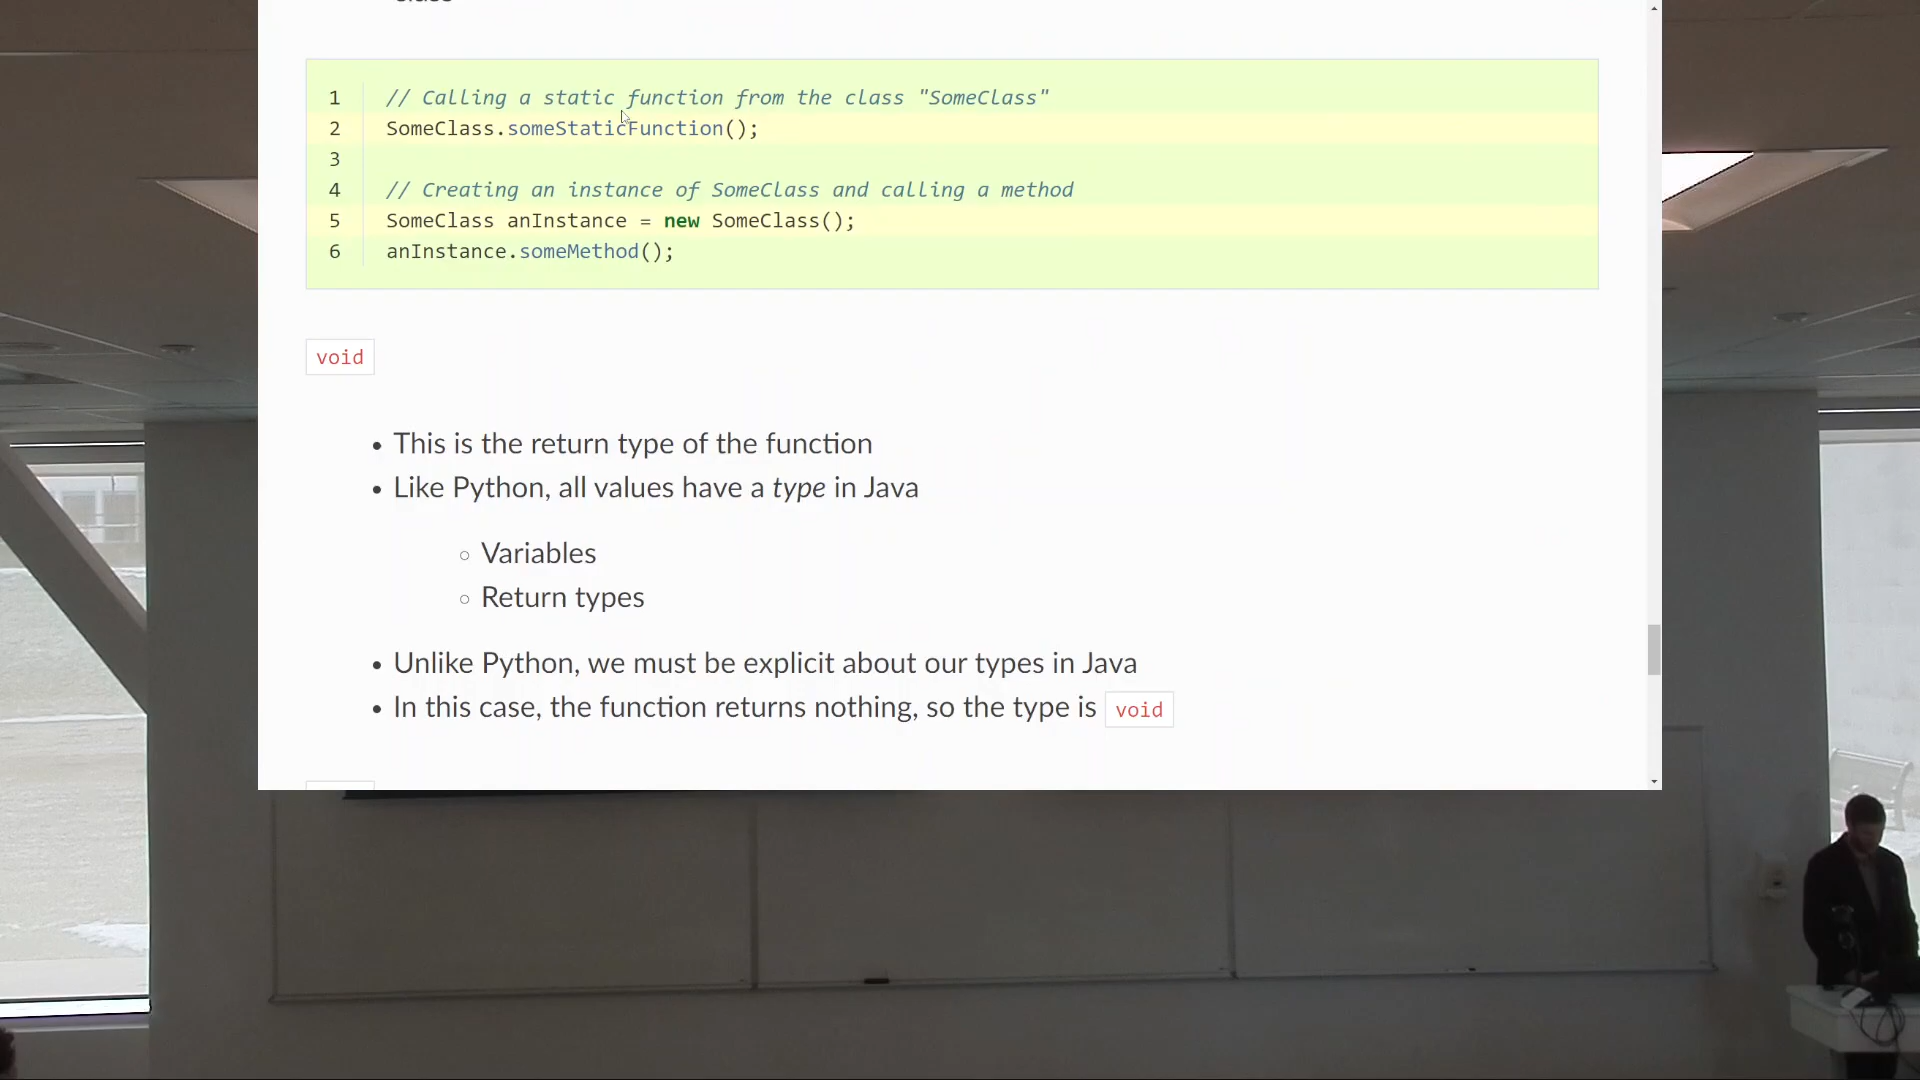 1 // Calling a static function from the class "SomeClass"
2 SomeClass.someStaticFunction();
3
4 // Creating an instance of SomeClass and calling a method
5 SomeClass anInstance = new SomeClass();
6 anInstance.someMethod();
void
• This is the return type of the function
• Like Python, all values have a type in Java
◦ Variables
◦ Return types
• Unlike Python, we must be explicit about our types in Java
• In this case, the function returns nothing, so the type is void